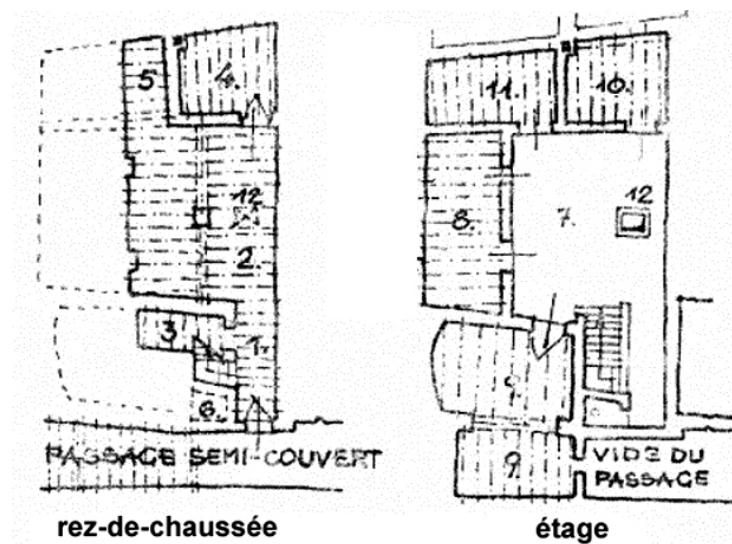 5 4. 11. 10.
12 8. 7. 12
2.
3 1. 9.
6.
PASSAGE SEMI-COUVERT 9. VIDE DU
PASSAGE
rez-de-chaussée étage